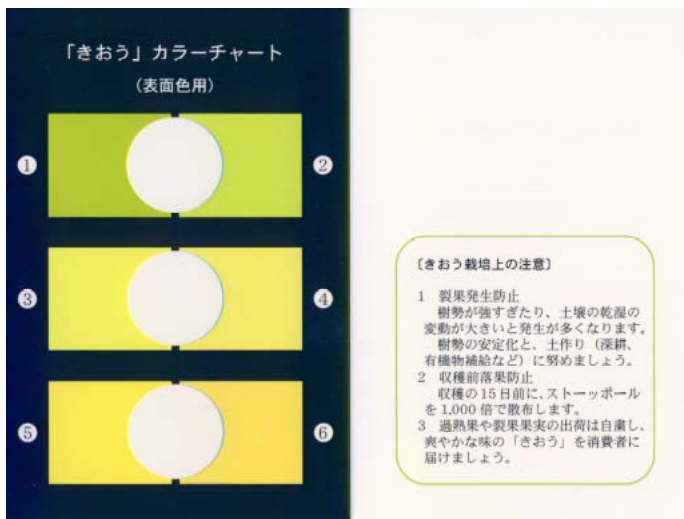 「きおう」カラーチャート
(表面色用)
❶
❷
❸
❹
❺
❻
〔きおう栽培上の注意〕
1 裂果発生防止
樹勢が強すぎたり、土壌の乾湿の
変動が大きいと発生が多くなります。
樹勢の安定化と、土作り(深耕、
有機物補給など)に努めましょう。
2 収穫前落果防止
収穫の15日前に、ストーッポール
を1,000倍で散布します。
3 過熟果や裂果果実の出荷は自粛し、
爽やかな味の「きおう」を消費者に
届けましょう。